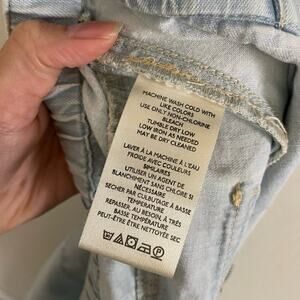 MACHINE WASH COLD WITH
LIKE COLORS
USE ONLY NON-CHLORINE
BLEACH
TUMBLE DRY LOW
LOW IRON AS NEEDED
MAY BE DRY CLEANED
LAVER À LA MACHINE À L'EAU
FROIDE AVEC COULEURS
SIMILAIRES
UTILISER UN AGENT DE
BLANCHIMENT SANS CHLORE SI
NÉCESSAIRE
SÉCHER PAR CULBUTAGE À BASSE
TEMPÉRATURE
REPASSER, AU BESOIN, À TRÈS
BASSE TEMPÉRATURE
PEUT-ÊTRE ÊTRE NETTOYÉ SEC